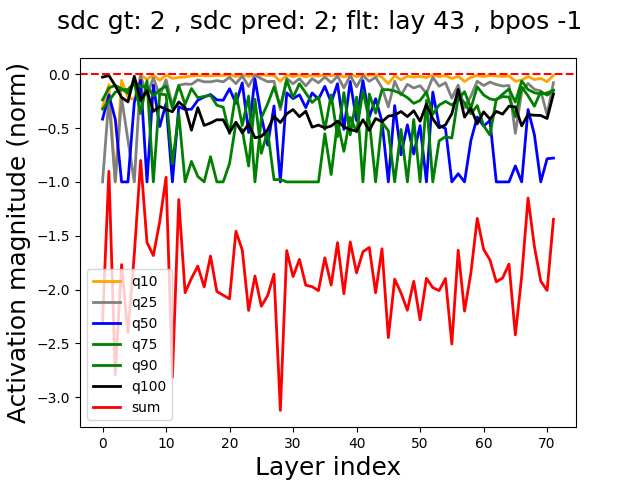 sdc gt: 2 , sdc pred: 2; flt: lay 43 , bpos -1
Activation magnitude (norm)
0.0
−0.5
−1.0
−1.5
−2.0
−2.5
−3.0
q10
q25
q50
q75
q90
q100
sum
0
10
20
30
40
50
60
70
Layer index